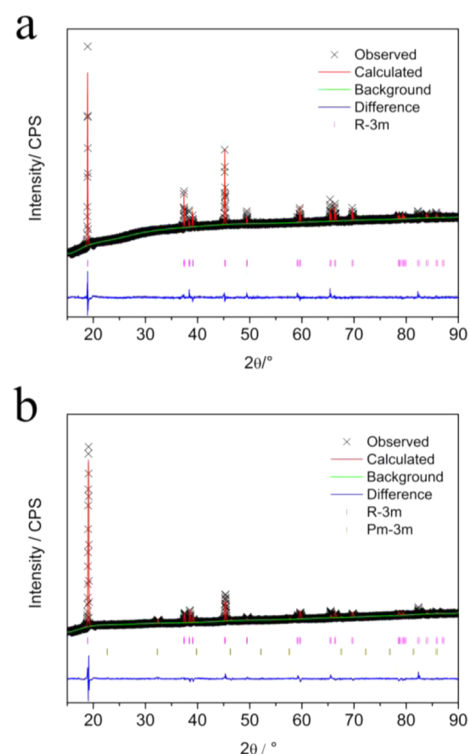 a
Observed
Calculated
Background
Difference
R-3m
Intensity/ CPS
20 30 40 50 60 70 80 90
2θ/°
b
Observed
Calculated
Background
Difference
R-3m
Pm-3m
Intensity / CPS
20 30 40 50 60 70 80 90
2θ / °